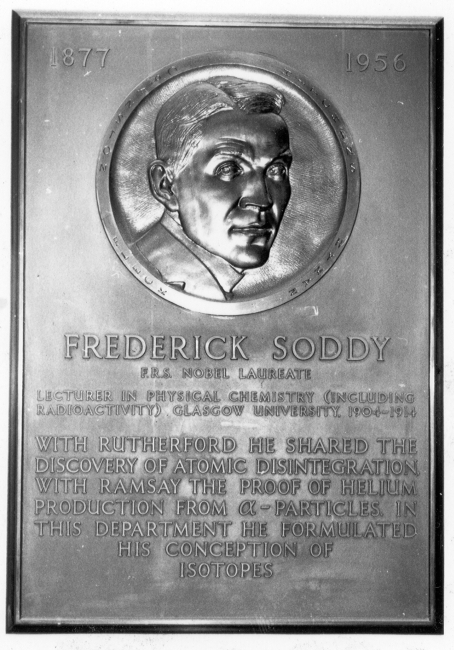 1877 1956
FREDERICK SODDY
F.R.S. NOBEL LAUREATE
LECTURER IN PHYSICAL CHEMISTRY (INCLUDING
RADIOACTIVITY) GLASGOW UNIVERSITY, 1904-1914
WITH RUTHERFORD HE SHARED THE
DISCOVERY OF ATOMIC DISINTEGRATION,
WITH RAMSAY THE PROOF OF HELIUM
PRODUCTION FROM α-PARTICLES. IN
THIS DEPARTMENT HE FORMULATED
HIS CONCEPTION OF
ISOTOPES